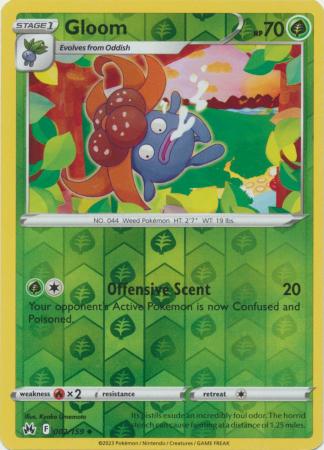 STAGE 1
Gloom
HP 70
Evolves from Oddish
NO. 044 Weed Pokémon HT: 2'7" WT: 19 lbs.
Offensive Scent 20
Your opponent's Active Pokémon is now Confused and
Poisoned.
weakness ×2 resistance retreat
Illus. Kyoko Umemoto
F 002/159
Its pistils exude an incredibly foul odor. The horrid
stench can cause fainting at a distance of 1.25 miles.
©2023 Pokémon / Nintendo / Creatures / GAME FREAK